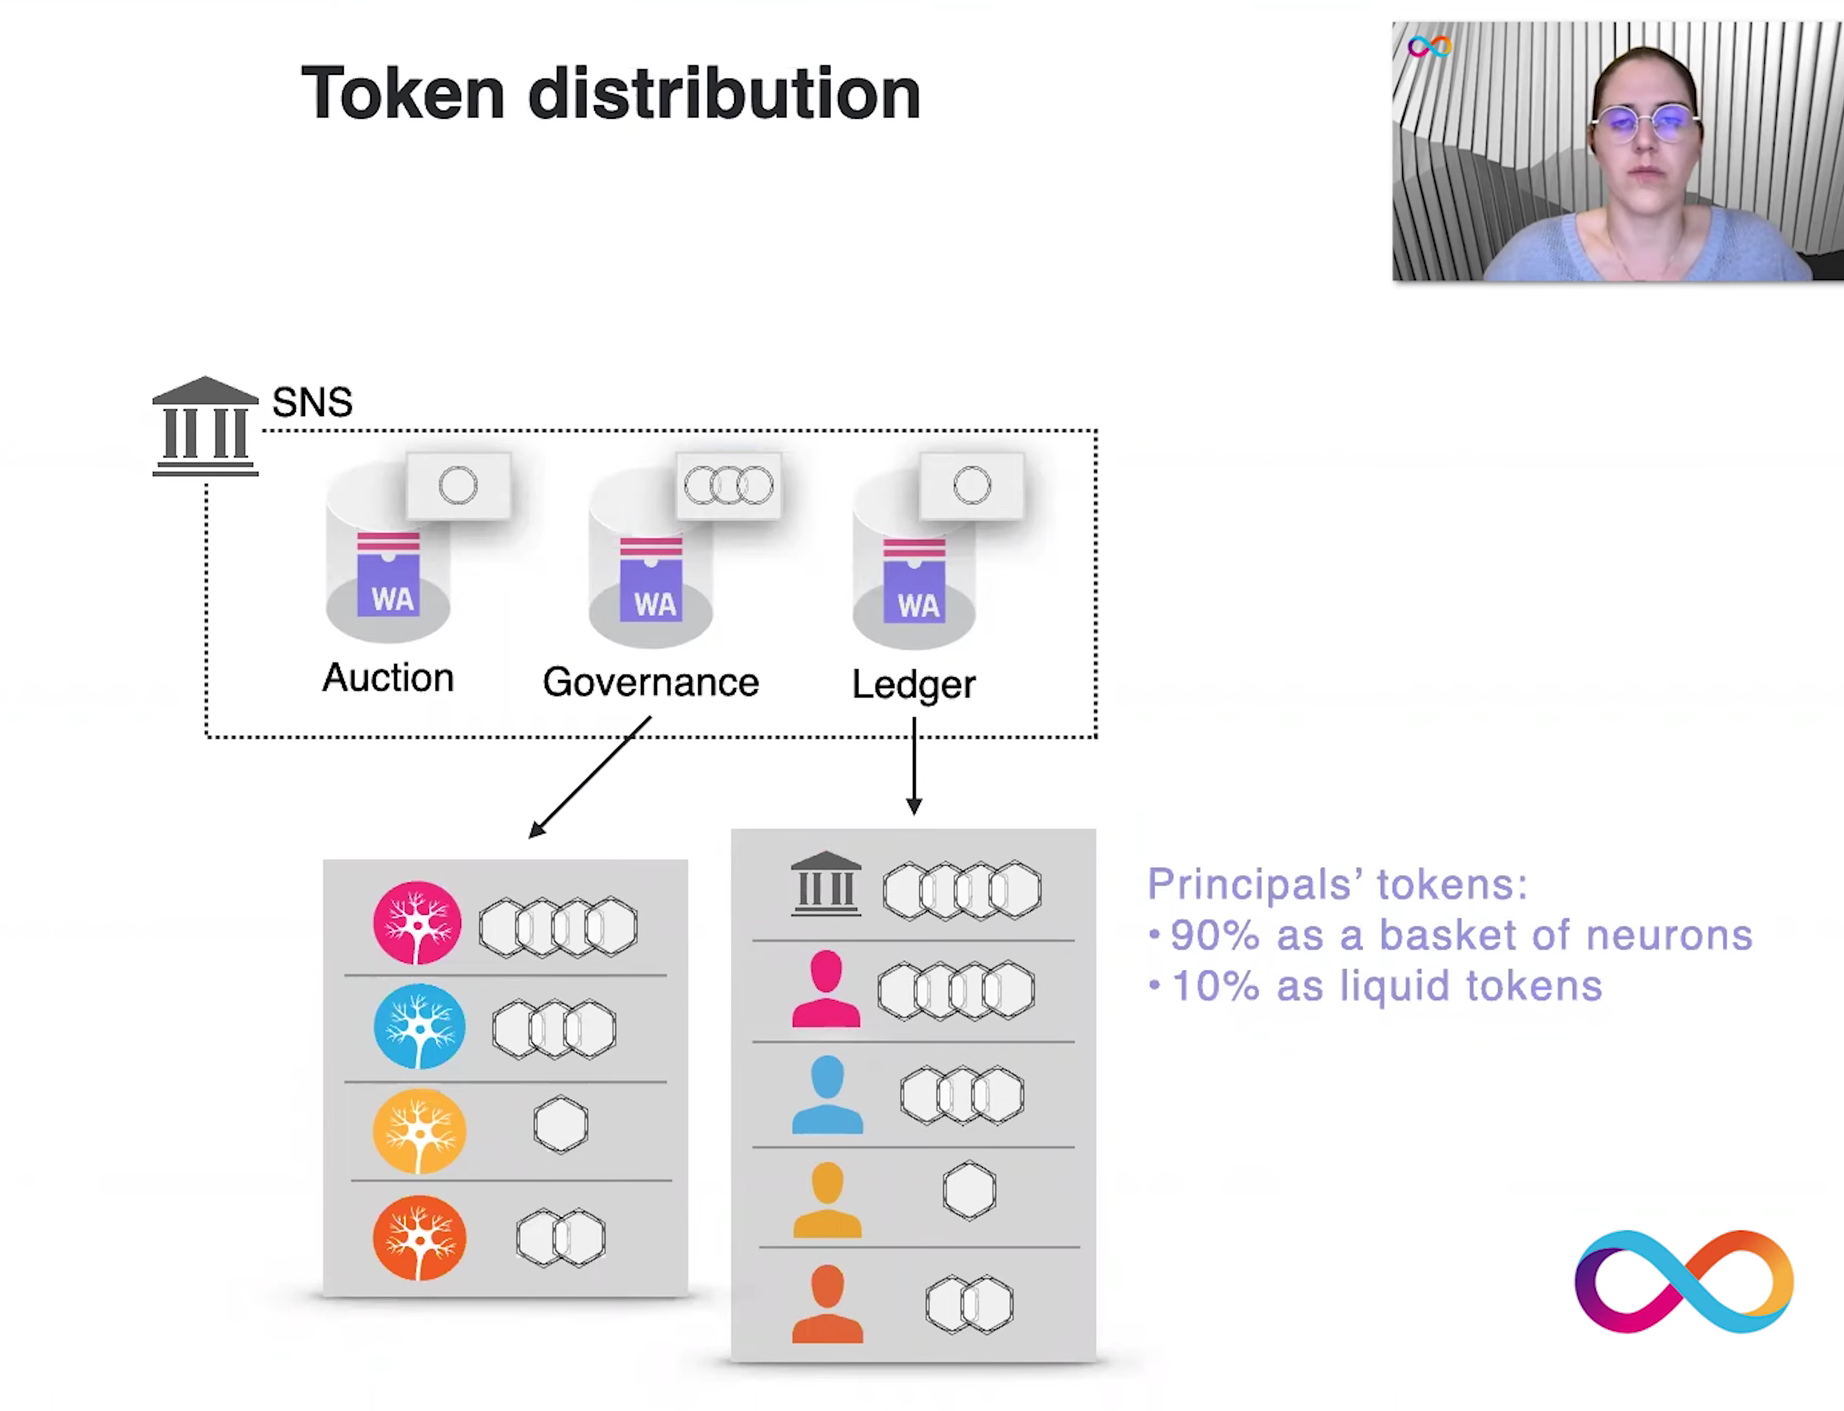 Token distribution
SNS
WA
WA
WA
Auction
Governance
Ledger
Principals’ tokens:
• 90% as a basket of neurons
• 10% as liquid tokens